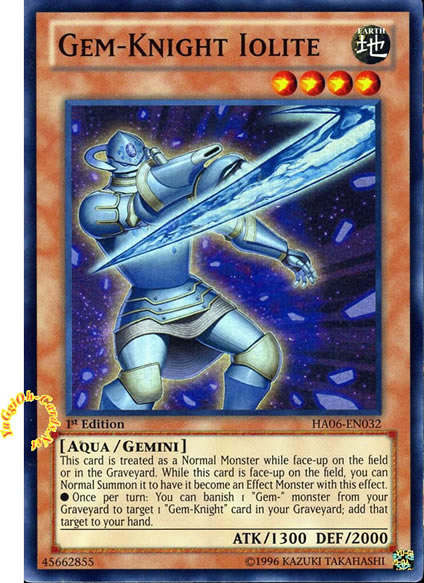 GEM-KNIGHT IOLITE
EARTH
地
1st Edition
HA06-EN032
YuGgiOh-Cards.Net
[AQUA/GEMINI]
This card is treated as a Normal Monster while face-up on the field
or in the Graveyard. While this card is face-up on the field, you can
Normal Summon it to have it become an Effect Monster with this effect.
● Once per turn: You can banish 1 "Gem-" monster from your
Graveyard to target 1 "Gem-Knight" card in your Graveyard; add
that target to your hand.
ATK/1300 DEF/2000
45662855
©1996 KAZUKI TAKAHASHI